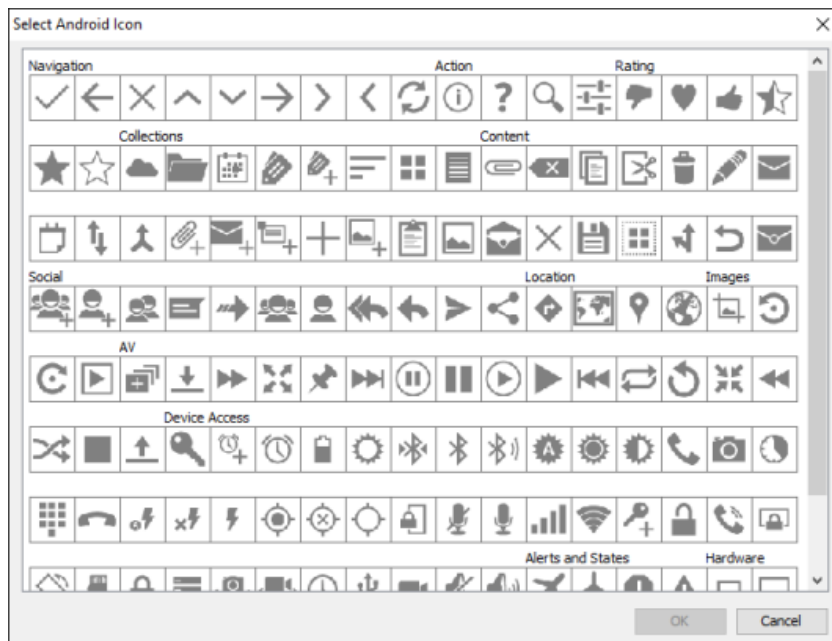 Select Android Icon
Navigation Action Rating
Collections Content
Social Location Images
AV
Device Access
Alerts and States Hardware
OK Cancel